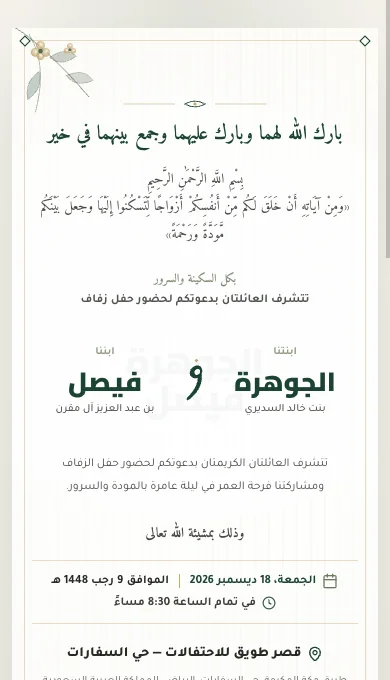 بارك الله لهما وبارك عليهما وجمع بينهما في خير
بِسْمِ اللَّهِ الرَّحْمَٰنِ الرَّحِيمِ
«وَمِنْ آيَاتِهِ أَنْ خَلَقَ لَكُم مِّنْ أَنفُسِكُمْ أَزْوَاجًا لِّتَسْكُنُوا إِلَيْهَا وَجَعَلَ بَيْنَكُم
مَّوَدَّةً وَرَحْمَةً»
بكل السكينة والسرور
تتشرف العائلتان بدعوتكم لحضور حفل زفاف
ابنتنا
الجوهرة
بنت خالد السديري
و
ابننا
فيصل
بن عبد العزيز آل مقرن
تتشرف العائلتان الكريمتان بدعوتكم لحضور حفل الزفاف
ومشاركتنا فرحة العمر في ليلة عامرة بالمودة والسرور.
وذلك بمشيئة الله تعالى
الجمعة، 18 ديسمبر 2026 | الموافق 9 رجب 1448 هـ
في تمام الساعة 8:30 مساءً
قصر طويق للاحتفالات – حي السفارات